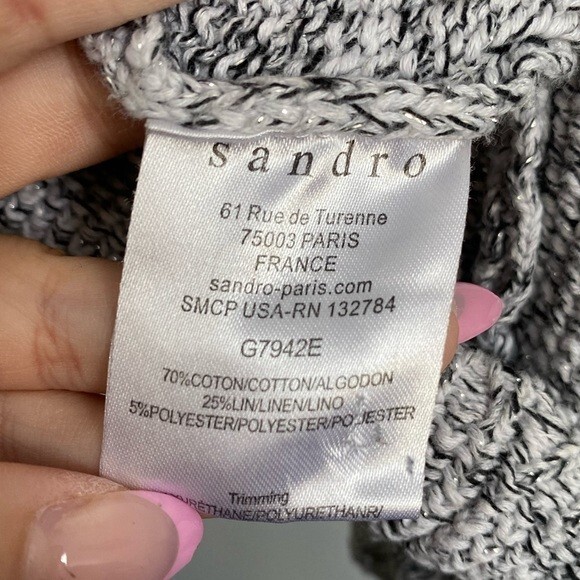 sandro
61 Rue de Turenne
75003 PARIS
FRANCE
sandro-paris.com
SMCP USA-RN 132784
G7942E
70%COTON/COTTON/ALGODON
25%LIN/LINEN/LINO
5%POLYESTER/POLYESTER/POLIESTER
Trimming